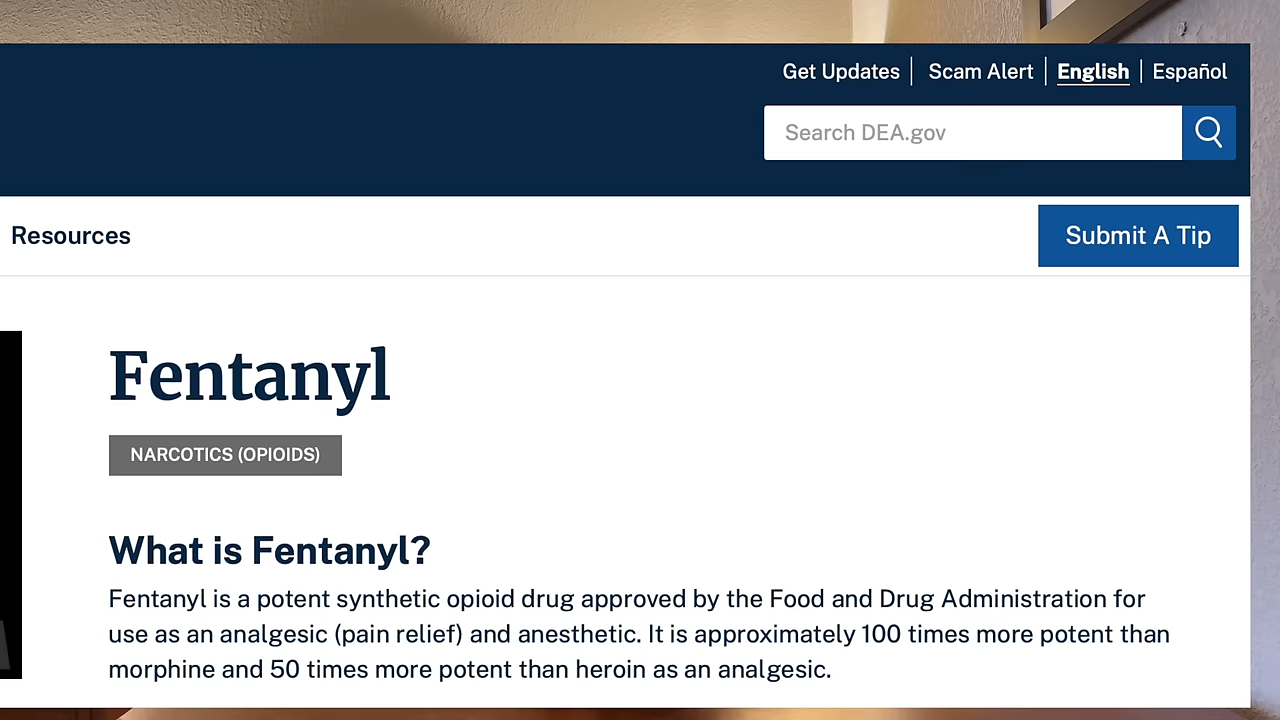 Get Updates
Scam Alert
English
Español
Search DEA.gov
Resources
Submit A Tip
Fentanyl
NARCOTICS (OPIOIDS)
What is Fentanyl?
Fentanyl is a potent synthetic opioid drug approved by the Food and Drug Administration for
use as an analgesic (pain relief) and anesthetic. It is approximately 100 times more potent than
morphine and 50 times more potent than heroin as an analgesic.